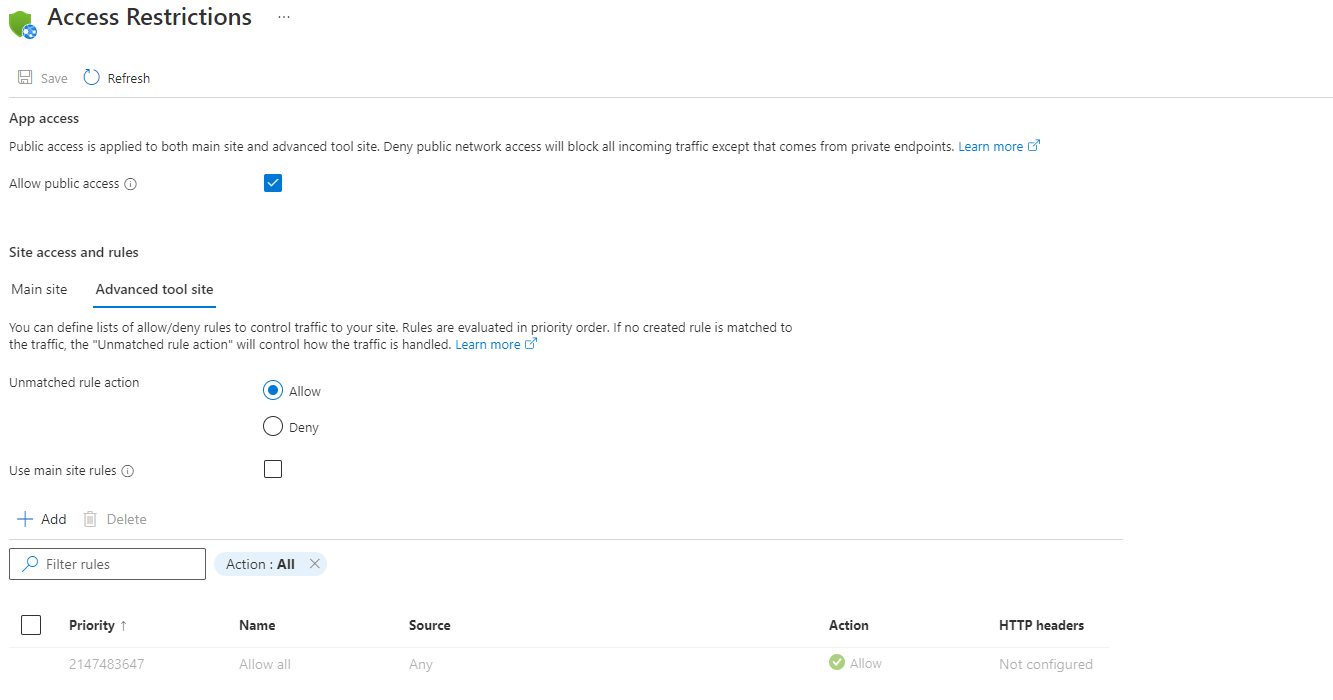 Access Restrictions ...
Save Refresh
App access
Public access is applied to both main site and advanced tool site. Deny public network access will block all incoming traffic except that comes from private endpoints. Learn more
Allow public access
Site access and rules
Main site Advanced tool site
You can define lists of allow/deny rules to control traffic to your site. Rules are evaluated in priority order. If no created rule is matched to
the traffic, the "Unmatched rule action" will control how the traffic is handled. Learn more
Unmatched rule action
Allow
Deny
Use main site rules
Add Delete
Filter rules Action : All
Priority ↑ Name Source Action HTTP headers
2147483647 Allow all Any Allow Not configured